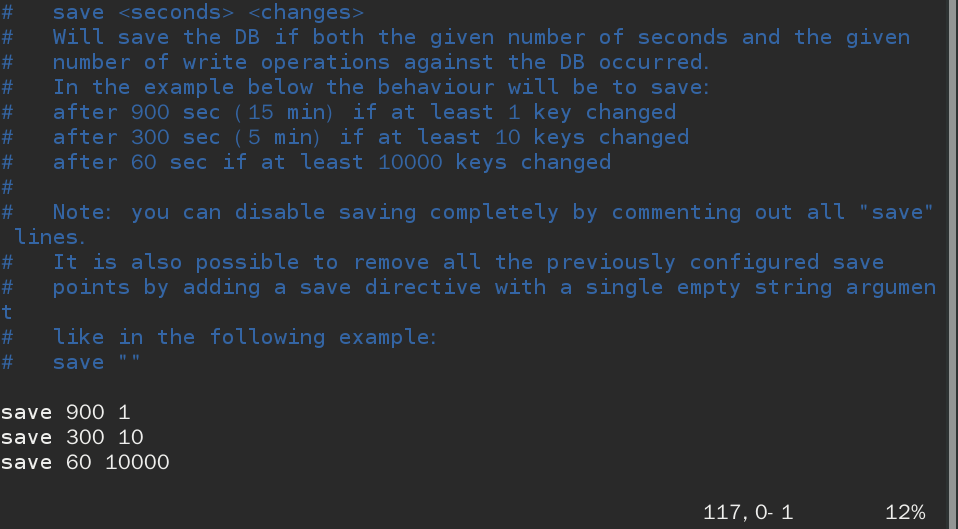 #   save <seconds> <changes>
#   Will save the DB if both the given number of seconds and the given
#   number of write operations against the DB occurred.
#   In the example below the behaviour will be to save:
#   after 900 sec (15 min) if at least 1 key changed
#   after 300 sec (5 min) if at least 10 keys changed
#   after 60 sec if at least 10000 keys changed
#
#   Note: you can disable saving completely by commenting out all "save"
 lines.
#   It is also possible to remove all the previously configured save
#   points by adding a save directive with a single empty string argumen
t
#   like in the following example:
#   save ""

save 900 1
save 300 10
save 60 10000

117,0-1 12%